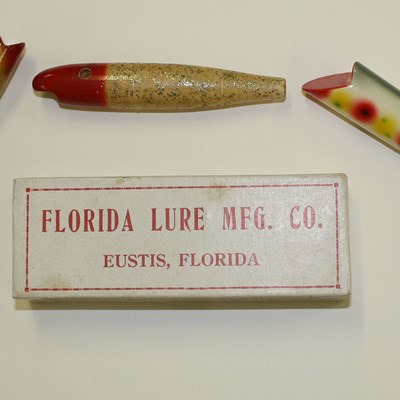 FLORIDA LURE MFG. CO.
EUSTIS, FLORIDA